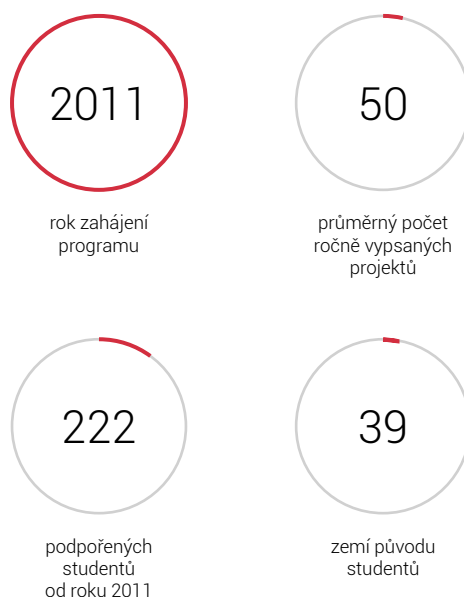 2011
rok zahájení
programu
50
průměrný počet
ročně vypsaných
projektů
222
podpořených
studentů
od roku 2011
39
zemí původu
studentů